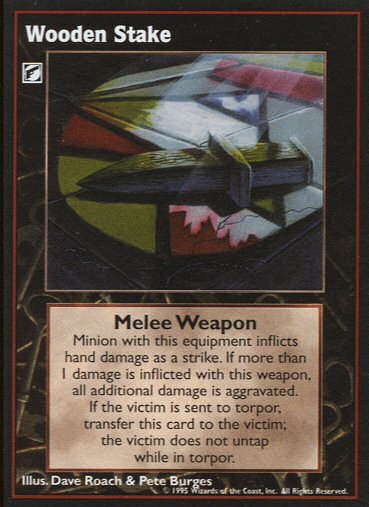 Wooden Stake
Melee Weapon
Minion with this equipment inflicts
hand damage as a strike. If more than
1 damage is inflicted with this weapon,
all additional damage is aggravated.
If the victim is sent to torpor,
transfer this card to the victim;
the victim does not untap
while in torpor.
Illus. Dave Roach & Pete Burges
© 1995 Wizards of the Coast, Inc. All Rights Reserved.